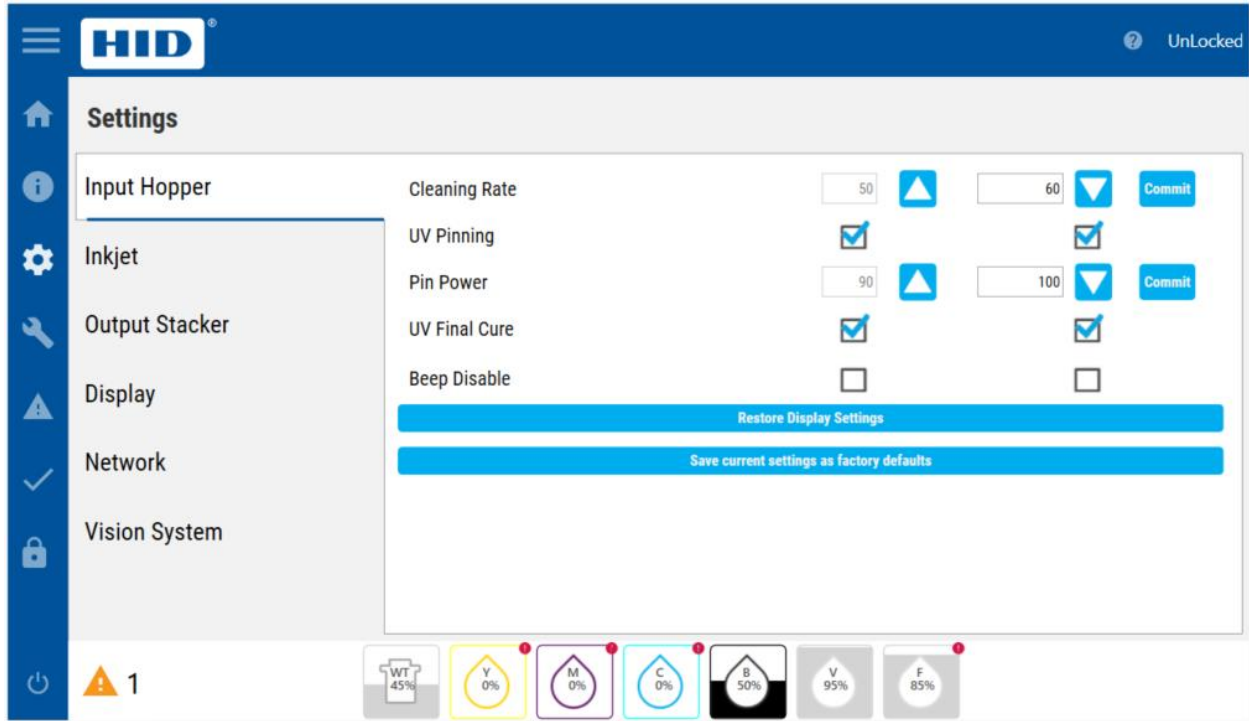 HID®
? UnLocked
Settings
Input Hopper
Inkjet
Output Stacker
Display
Network
Vision System
Cleaning Rate 50 60 Commit
UV Pinning
Pin Power 90 100 Commit
UV Final Cure
Beep Disable
Restore Display Settings
Save current settings as factory defaults
1
WT
45%
Y
0%
M
0%
C
0%
B
50%
V
95%
F
85%